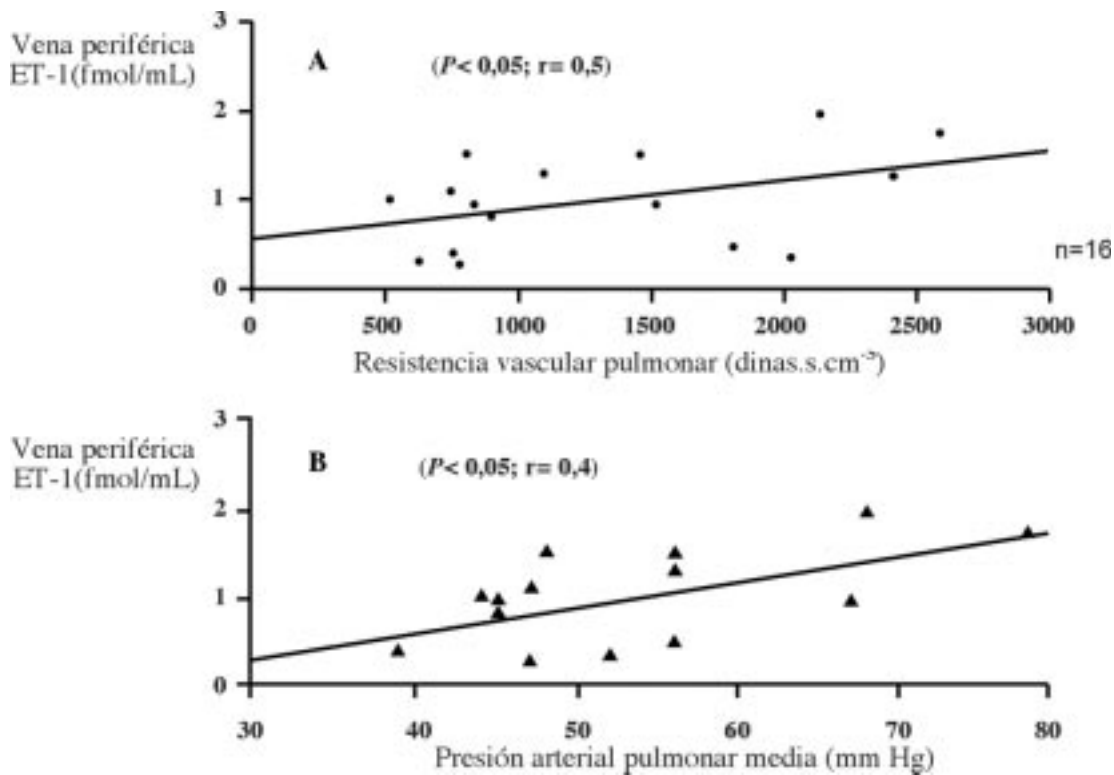 3
Vena periférica
ET-1(fmol/mL)
A
(P< 0,05; r= 0,5)
2
1
n=16
0
0 500 1000 1500 2000 2500 3000
Resistencia vascular pulmonar (dinas.s.cm⁻⁵)
3
Vena periférica
ET-1(fmol/mL)
B
(P< 0,05; r= 0,4)
2
1
0
30 40 50 60 70 80
Presión arterial pulmonar media (mm Hg)